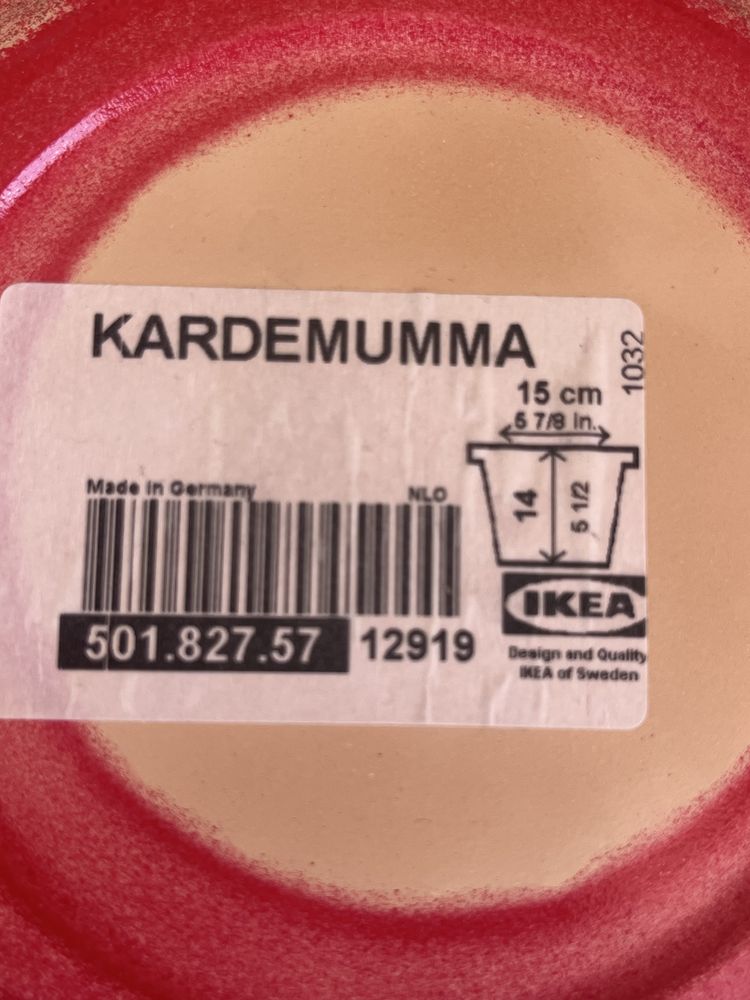 KARDEMUMMA
1032
15 cm
5 7/8 in.
14
5 1/2
Made in Germany
NLO
501.827.57
12919
IKEA
Design and Quality
IKEA of Sweden